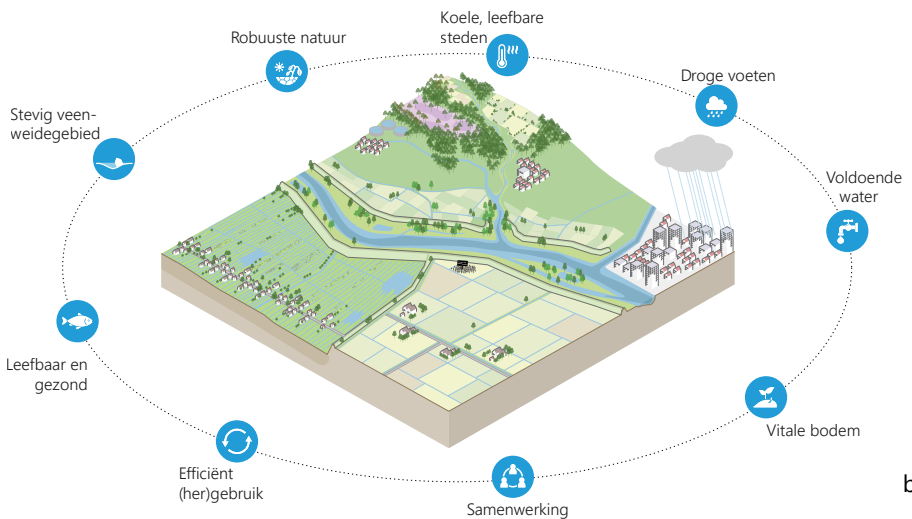 Koele, leefbare
steden
Robuuste natuur
Droge voeten
Stevig veen-
weidegebied
Voldoende
water
Leefbaar en
gezond
Vitale bodem
Efficiënt
(her)gebruik
Samenwerking
b